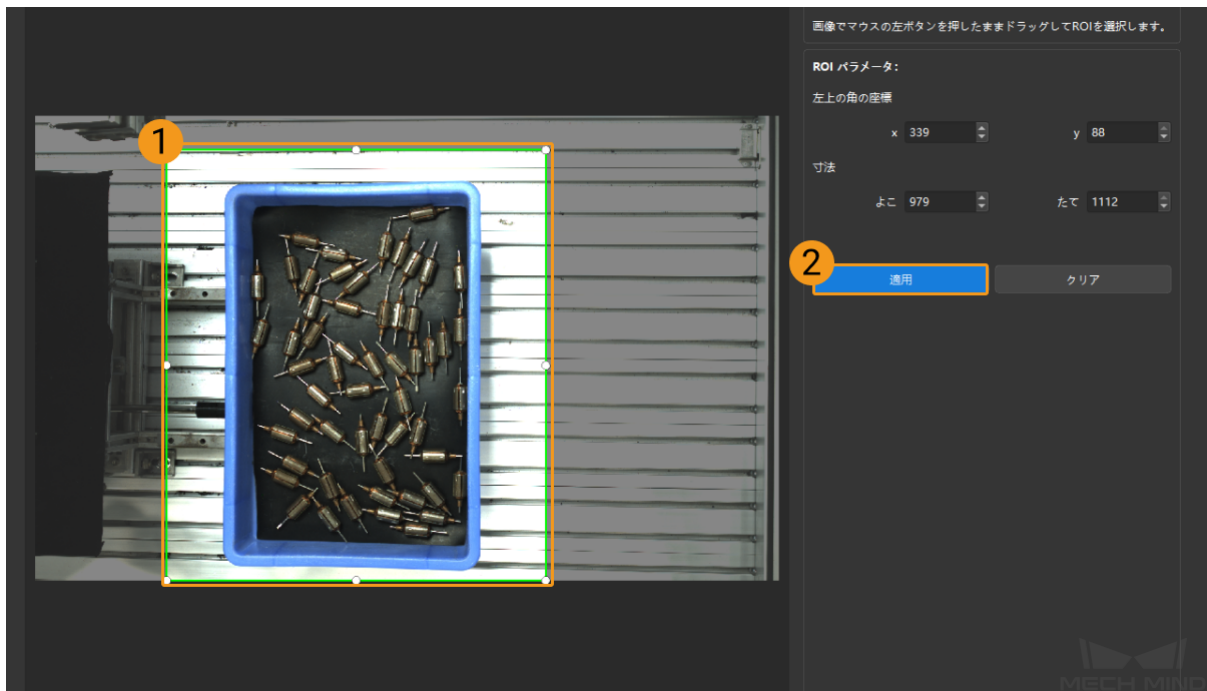 画像でマウスの左ボタンを押したままドラッグしてROIを選択します。
ROI パラメータ：
左上の角の座標
x 339 y 88
寸法
よこ 979 たて 1112
1
2
適用 クリア
MECH MIND